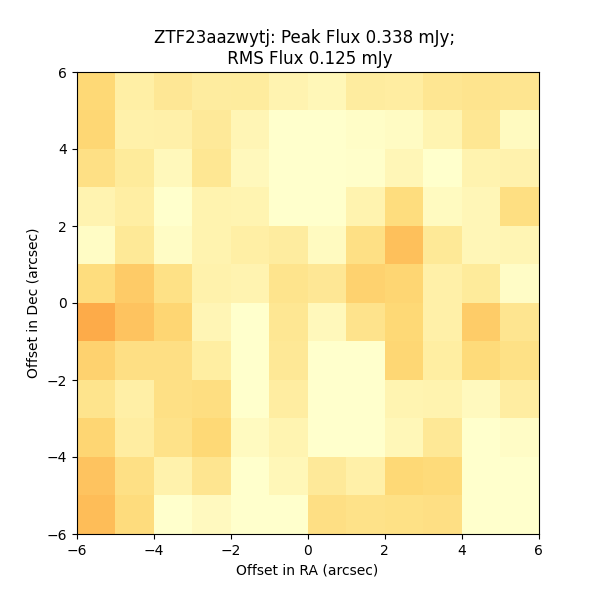 ZTF23aazwytj: Peak Flux 0.338 mJy;
RMS Flux 0.125 mJy
6
4
2
0
−2
−4
−6
Offset in Dec (arcsec)
−6 −4 −2 0 2 4 6
Offset in RA (arcsec)